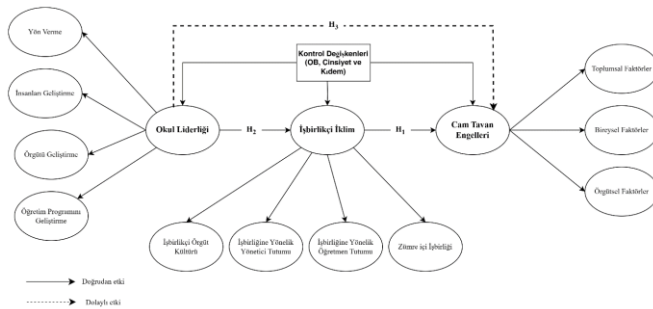 H3
Yön Verme
Kontrol Değişkenleri
(OB, Cinsiyet ve
Kıdem)
Toplumsal Faktörler
İnsanları Geliştirme
Okul Liderliği
H2
İşbirlikçi İklim
H1
Cam Tavan
Engelleri
Bireysel Faktörler
Örgütü Geliştirme
Örgütsel Faktörler
Öğretim Programını
Geliştirme
İşbirlikçi Örgüt
Kültürü
İşbirliğine Yönelik
Yönetici Tutumu
İşbirliğine Yönelik
Öğretmen Tutumu
Zümre içi İşbirliği
Doğrudan etki
Dolaylı etki